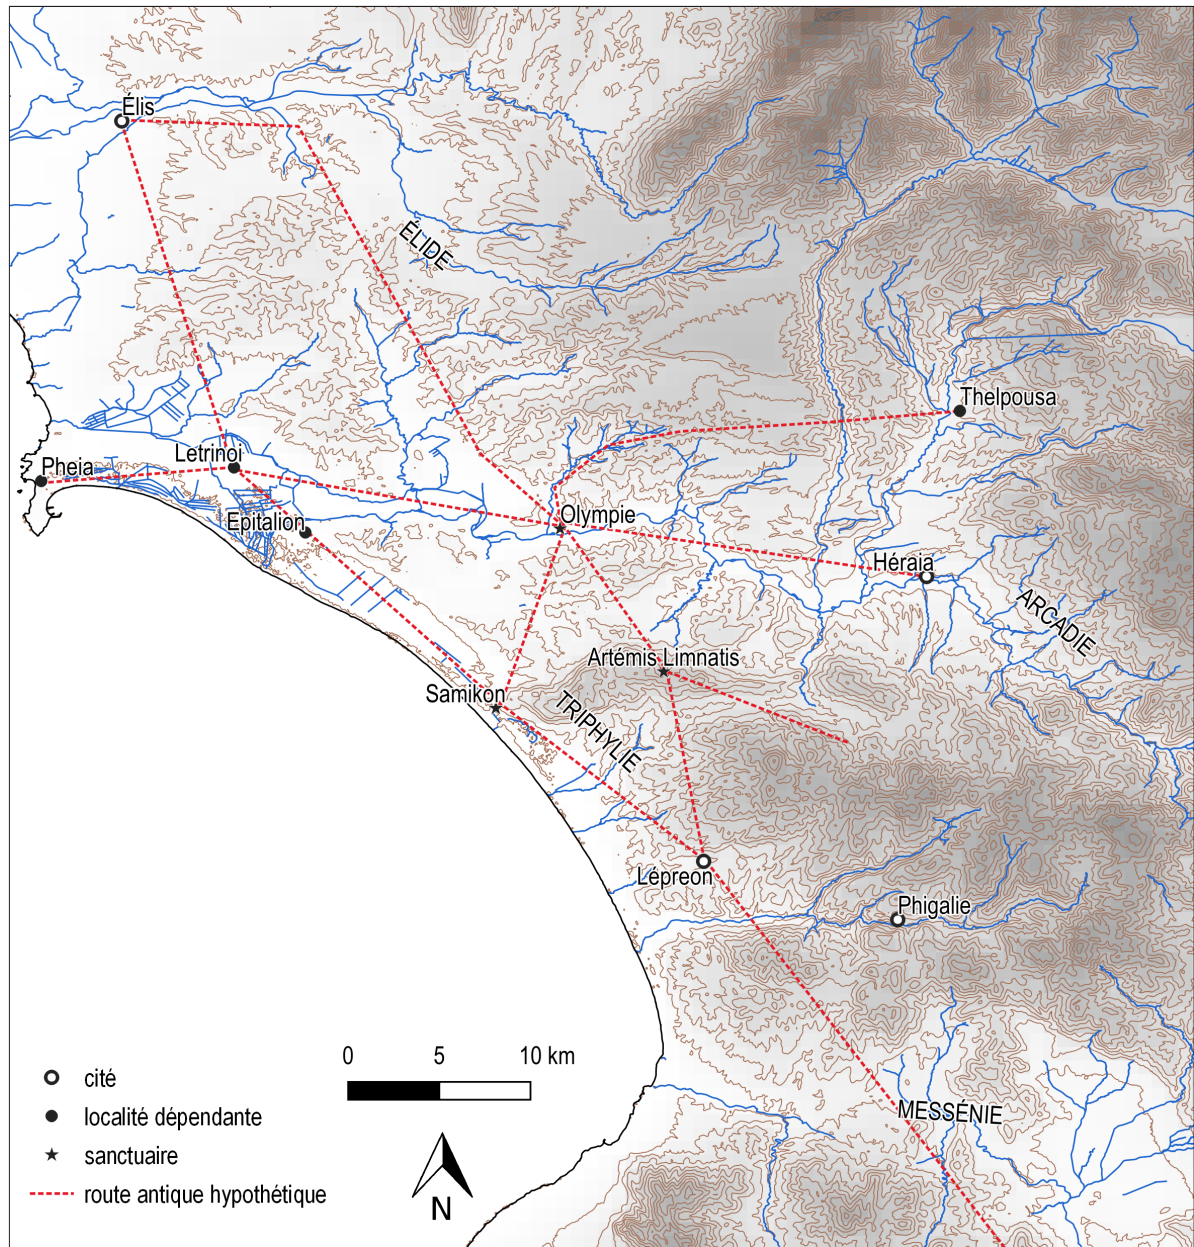 Élis
ÉLIDE
Thelpousa
Letrinoi
Pheia
Olympie
Epitalion
Héraia
ARCADIE
Artémis Limnatis
Samikon
TRIPHYLIE
Lépreon
Phigalie
MESSÉNIE
0 5 10 km
cité
localité dépendante
sanctuaire
route antique hypothétique
N